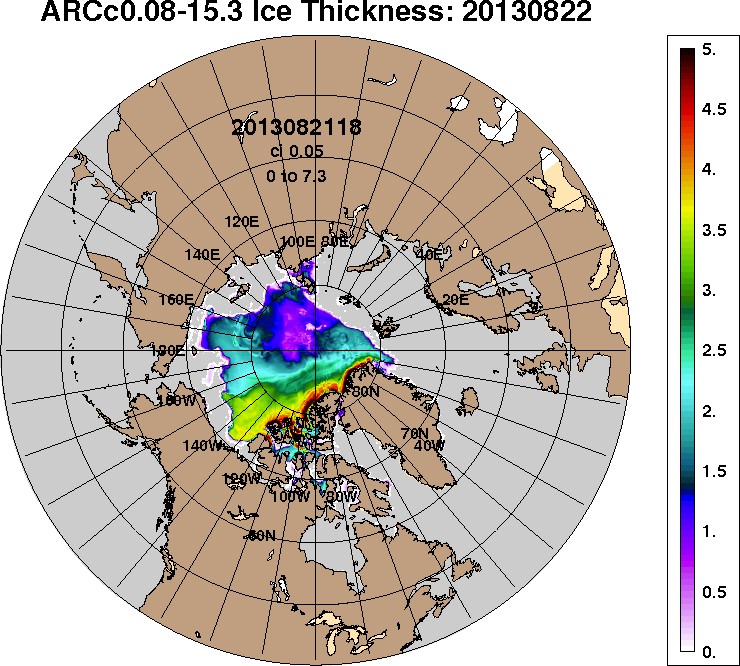 ARCc0.08-15.3 Ice Thickness: 20130822
2013082118
ci 0.05
0 to 7.3
120E
100E
80E
140E
40E
160E
20E
180E
160W
80N
140W
70N
40W
120W
100W
80W
60N
5.
4.5
4.
3.5
3.
2.5
2.
1.5
1.
0.5
0.